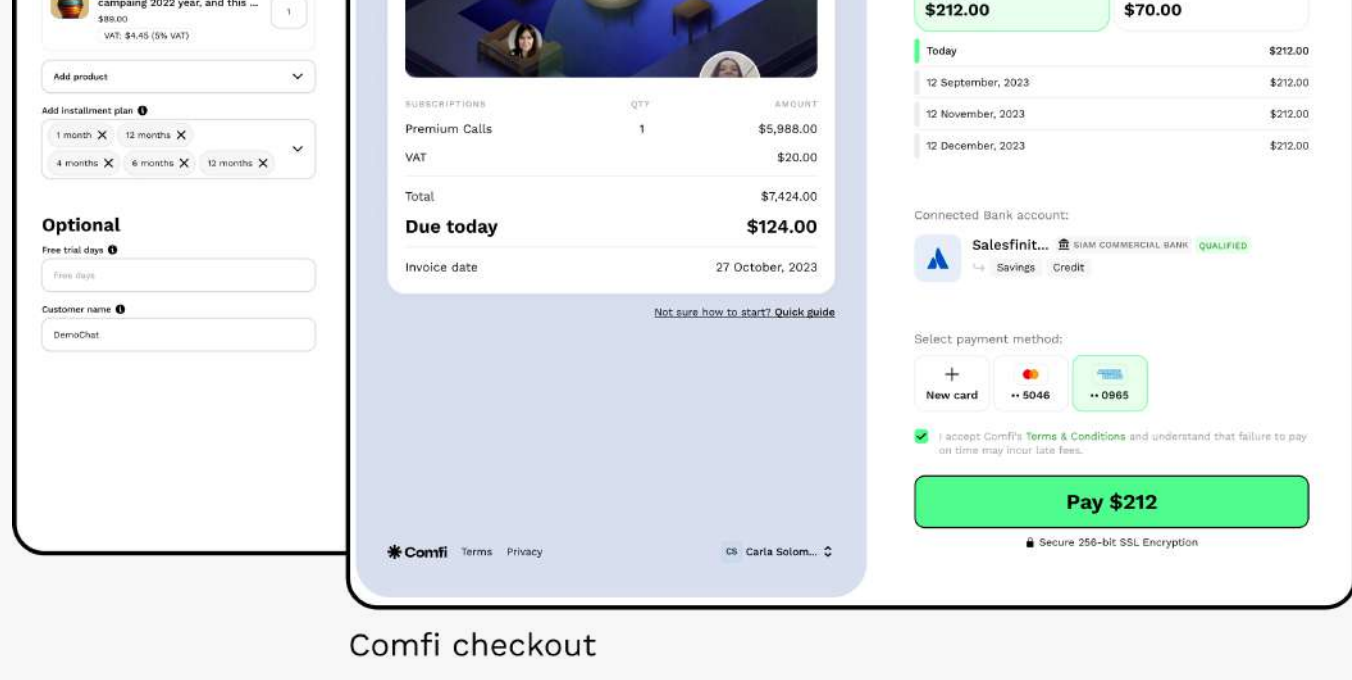 campaing 2022 year, and this ...
1
$89.00
VAT: $4.45 (5% VAT)
Add product
Add installment plan
1 month 12 months
4 months 6 months 12 months
Optional
Free trial days
Free days
Customer name
DemoChat
SUBSCRIPTIONS QTY AMOUNT
Premium Calls 1 $5,988.00
VAT $20.00
Total $7,424.00
Due today $124.00
Invoice date 27 October, 2023
Not sure how to start? Quick guide
Comfi Terms Privacy
CS Carla Solom...
$212.00 $70.00
Today $212.00
12 September, 2023 $212.00
12 November, 2023 $212.00
12 December, 2023 $212.00
Connected Bank account:
Salesfinit... SIAM COMMERCIAL BANK QUALIFIED
Savings Credit
Select payment method:
New card •• 5046 •• 0965
I accept Comfi's Terms & Conditions and understand that failure to pay
on time may incur late fees.
Pay $212
Secure 256-bit SSL Encryption
Comfi checkout